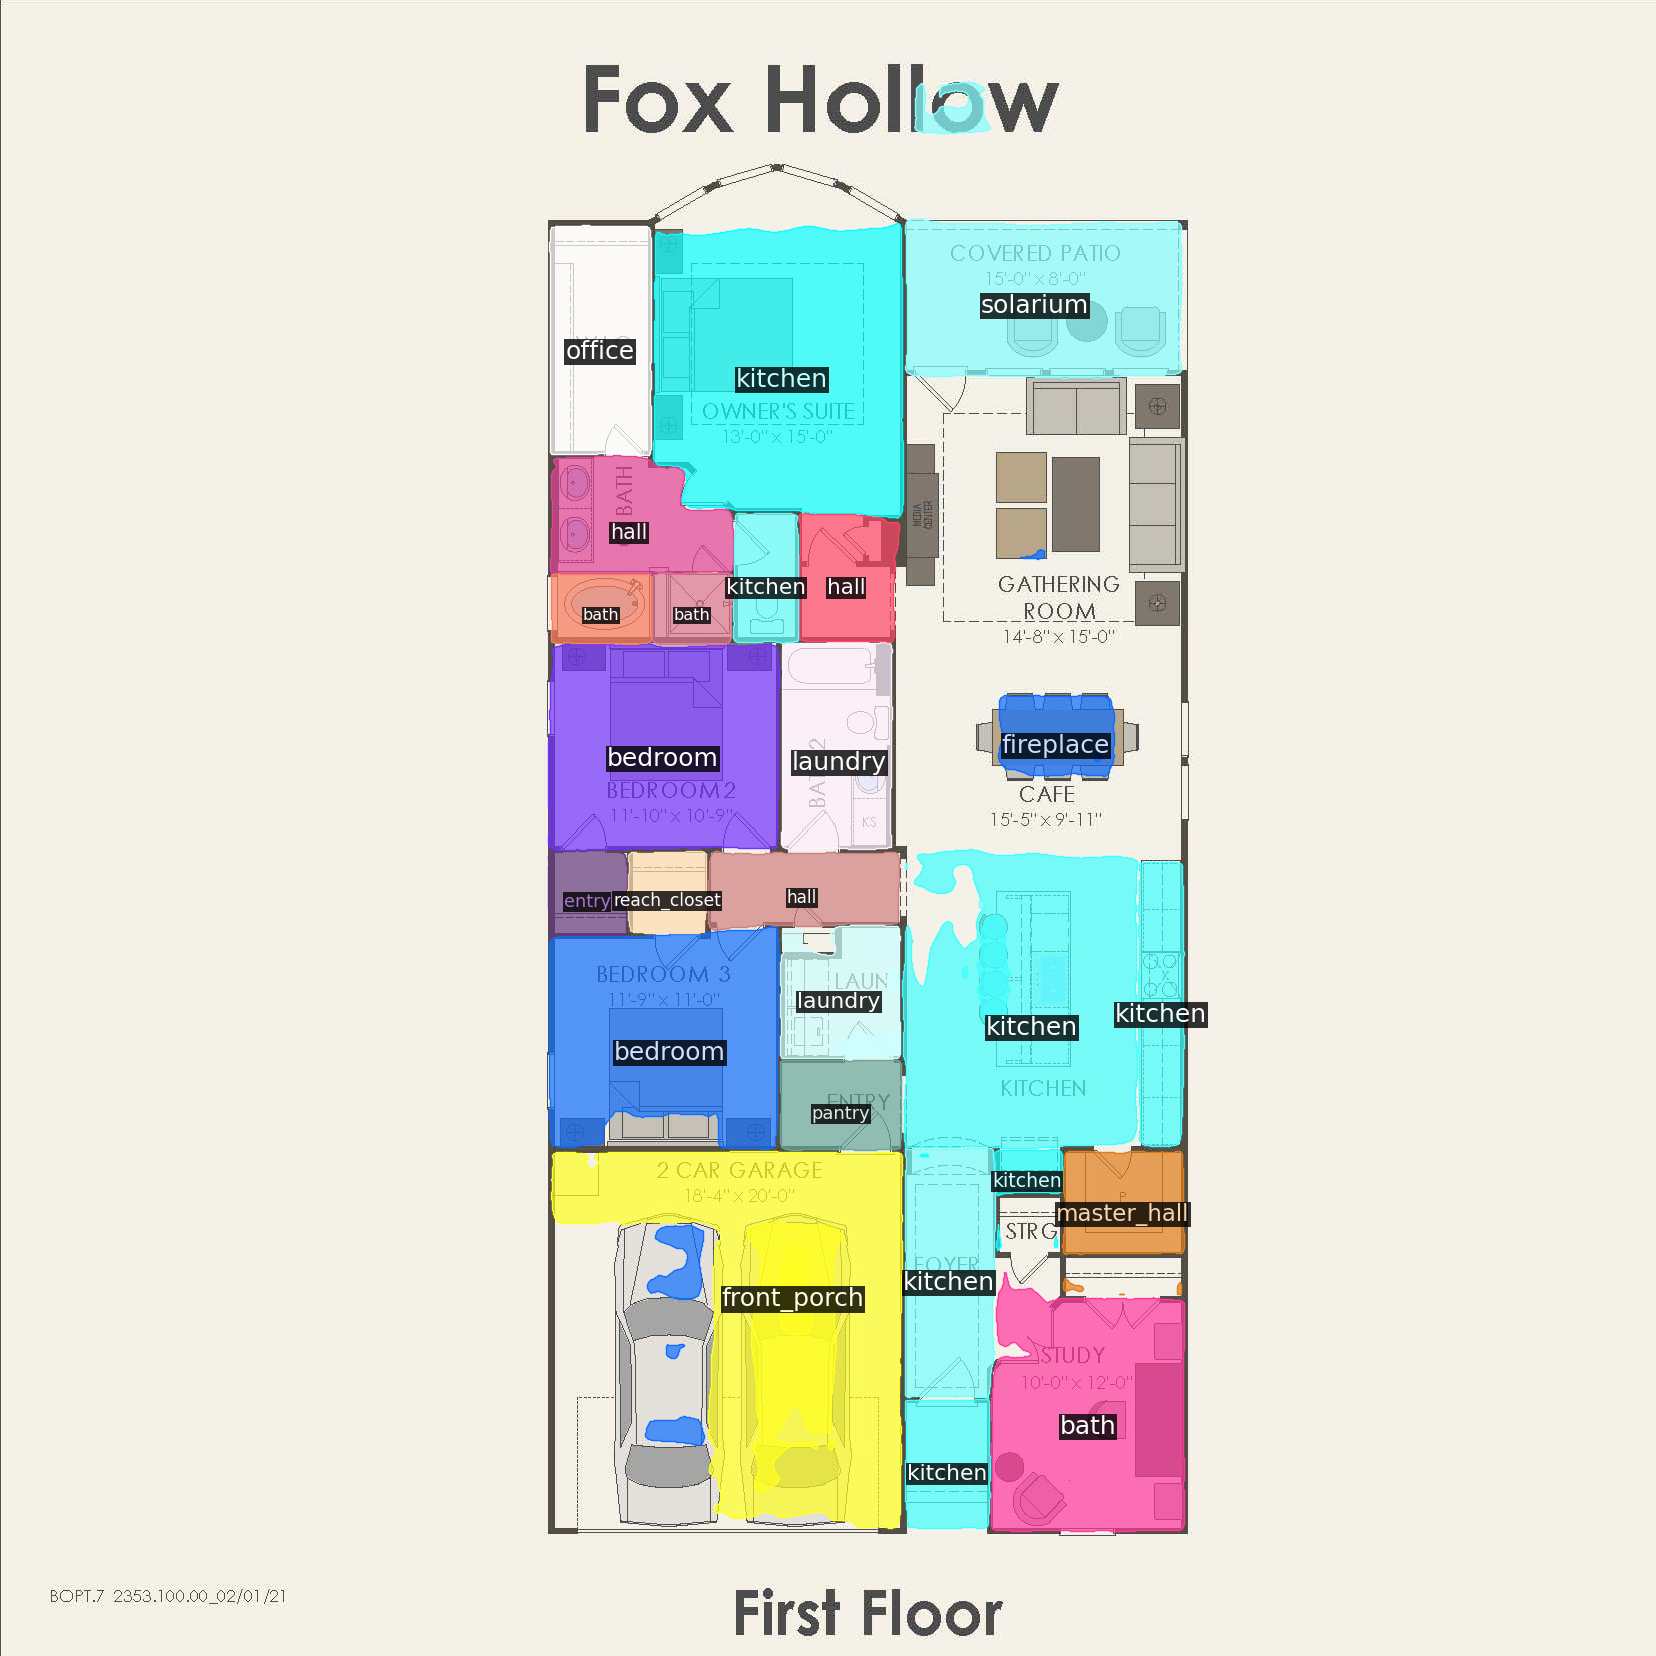 Fox Hollow
COVERED PATIO
15'-0" x 8'-0"
solarium
office
kitchen
OWNER'S SUITE
13'-0" x 15'-0"
BATH
hall
MEDIA
CENTER
kitchen
hall
bath
bath
GATHERING
ROOM
14'-8" x 15'-0"
bedroom
BEDROOM 2
11'-10" x 10'-9"
laundry
KS
fireplace
CAFE
15'-5" x 9'-11"
entry
reach_closet
hall
BEDROOM 3
11'-9" x 11'-0"
bedroom
LAUN
laundry
kitchen
kitchen
KITCHEN
ENTRY
pantry
2 CAR GARAGE
18'-4" x 20'-0"
front_porch
kitchen
P
master_hall
STRG
FOYER
kitchen
STUDY
10'-0" x 12'-0"
bath
kitchen
BOPT.7 2353.100.00_02/01/21
First Floor